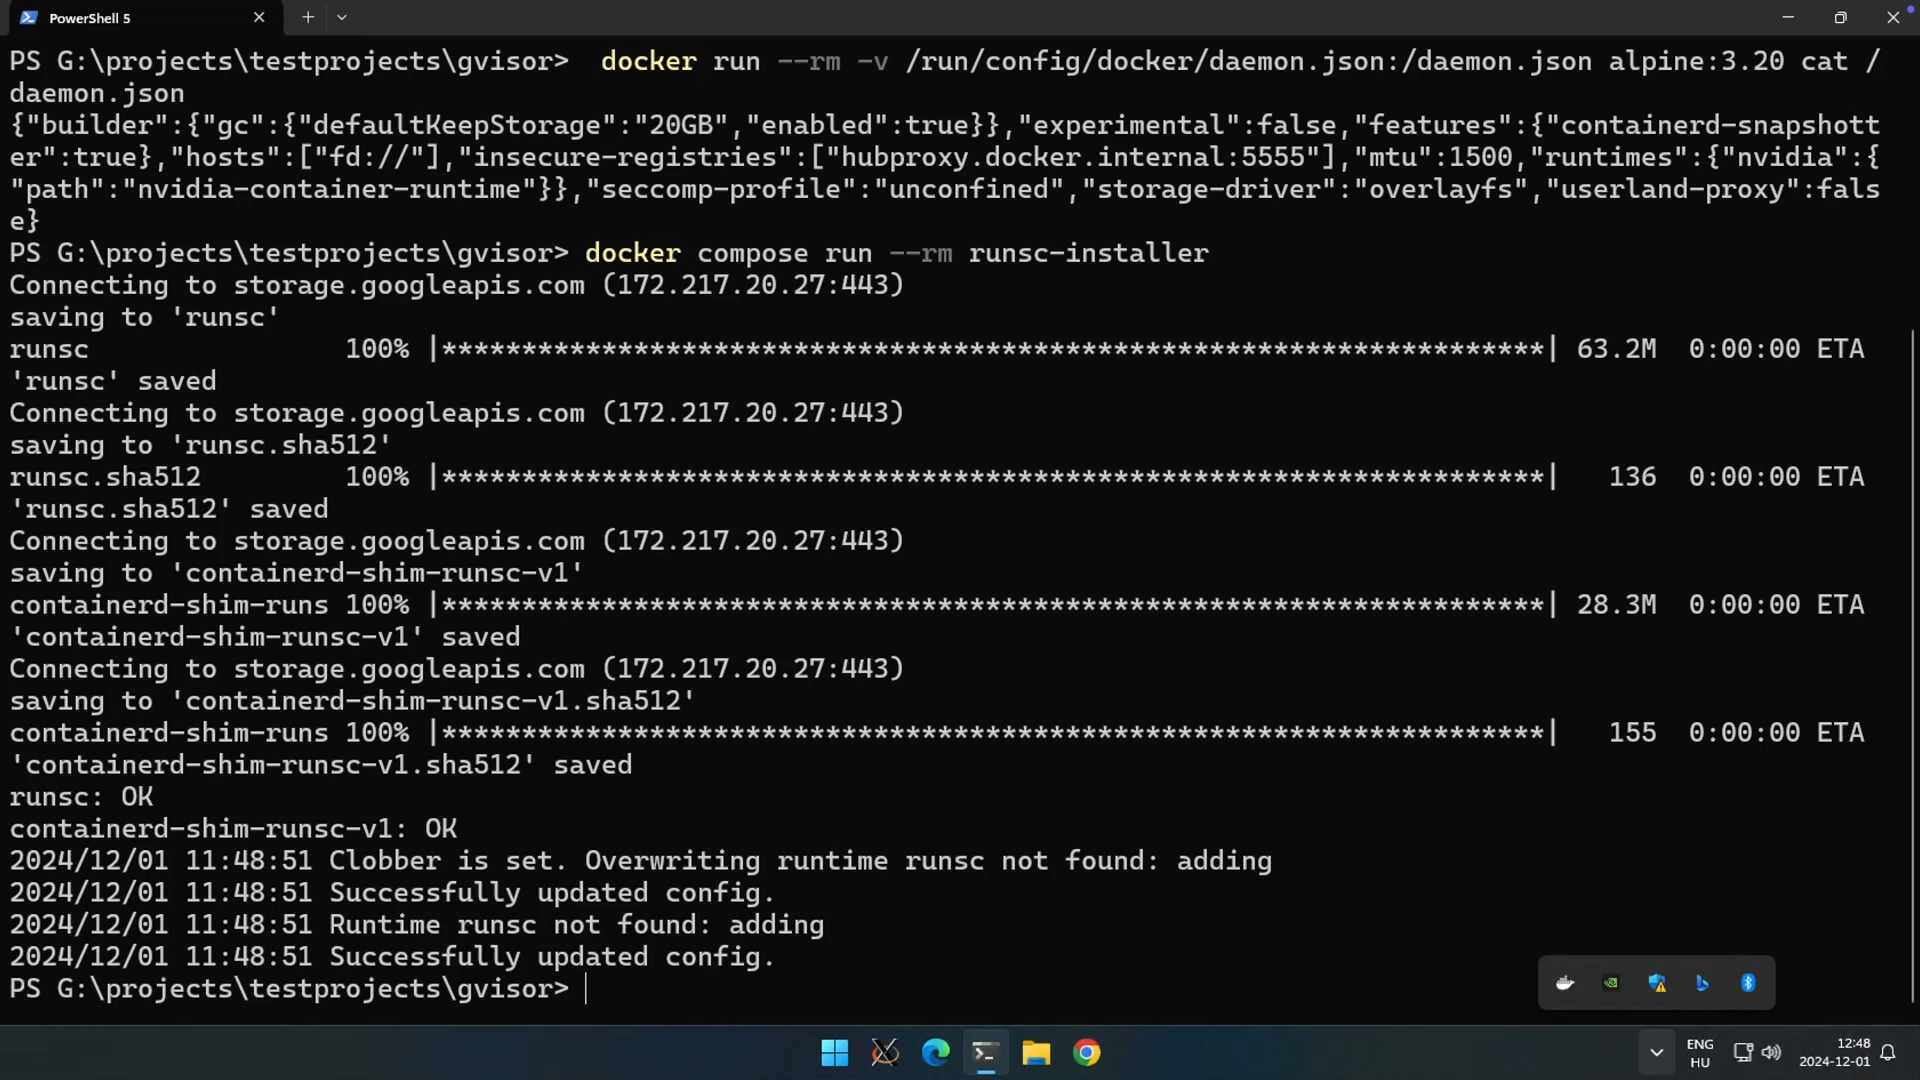 PowerShell 5
PS G:\projects\testprojects\gvisor>  docker run --rm -v /run/config/docker/daemon.json:/daemon.json alpine:3.20 cat /
daemon.json
{"builder":{"gc":{"defaultKeepStorage":"20GB","enabled":true}},"experimental":false,"features":{"containerd-snapshott
er":true},"hosts":["fd://"],"insecure-registries":["hubproxy.docker.internal:5555"],"mtu":1500,"runtimes":{"nvidia":{
"path":"nvidia-container-runtime"}},"seccomp-profile":"unconfined","storage-driver":"overlayfs","userland-proxy":fals
e}
PS G:\projects\testprojects\gvisor> docker compose run --rm runsc-installer
Connecting to storage.googleapis.com (172.217.20.27:443)
saving to 'runsc'
runsc                100% |*********************************************************************| 63.2M  0:00:00 ETA
'runsc' saved
Connecting to storage.googleapis.com (172.217.20.27:443)
saving to 'runsc.sha512'
runsc.sha512         100% |*********************************************************************|   136  0:00:00 ETA
'runsc.sha512' saved
Connecting to storage.googleapis.com (172.217.20.27:443)
saving to 'containerd-shim-runsc-v1'
containerd-shim-runs 100% |*********************************************************************| 28.3M  0:00:00 ETA
'containerd-shim-runsc-v1' saved
Connecting to storage.googleapis.com (172.217.20.27:443)
saving to 'containerd-shim-runsc-v1.sha512'
containerd-shim-runs 100% |*********************************************************************|   155  0:00:00 ETA
'containerd-shim-runsc-v1.sha512' saved
runsc: OK
containerd-shim-runsc-v1: OK
2024/12/01 11:48:51 Clobber is set. Overwriting runtime runsc not found: adding
2024/12/01 11:48:51 Successfully updated config.
2024/12/01 11:48:51 Runtime runsc not found: adding
2024/12/01 11:48:51 Successfully updated config.
PS G:\projects\testprojects\gvisor>
ENG
HU
12:48
2024-12-01